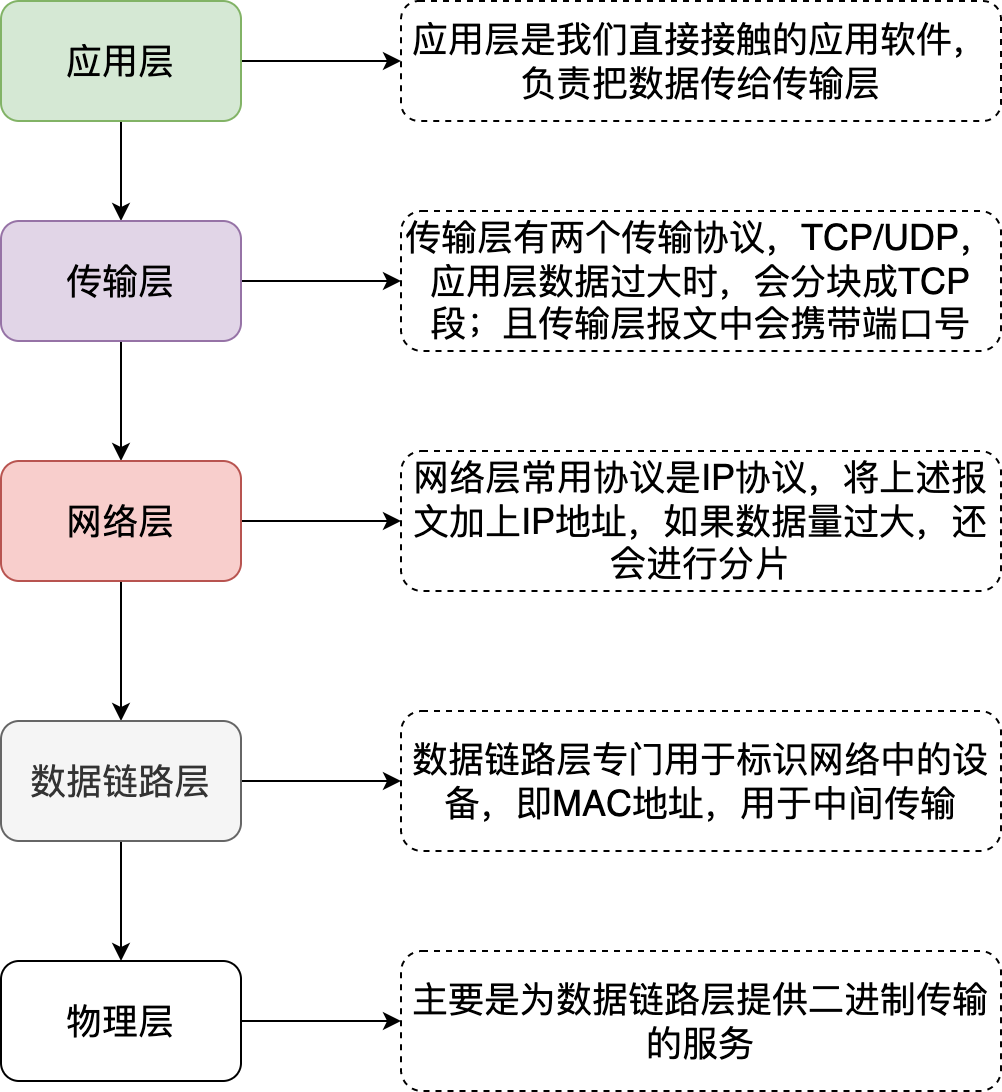 应用层
应用层是我们直接接触的应用软件，
负责把数据传给传输层
传输层
传输层有两个传输协议，TCP/UDP，
应用层数据过大时，会分块成TCP
段；且传输层报文中会携带端口号
网络层
网络层常用协议是IP协议，将上述报
文加上IP地址，如果数据量过大，还
会进行分片
数据链路层
数据链路层专门用于标识网络中的设
备，即MAC地址，用于中间传输
物理层
主要是为数据链路层提供二进制传输
的服务